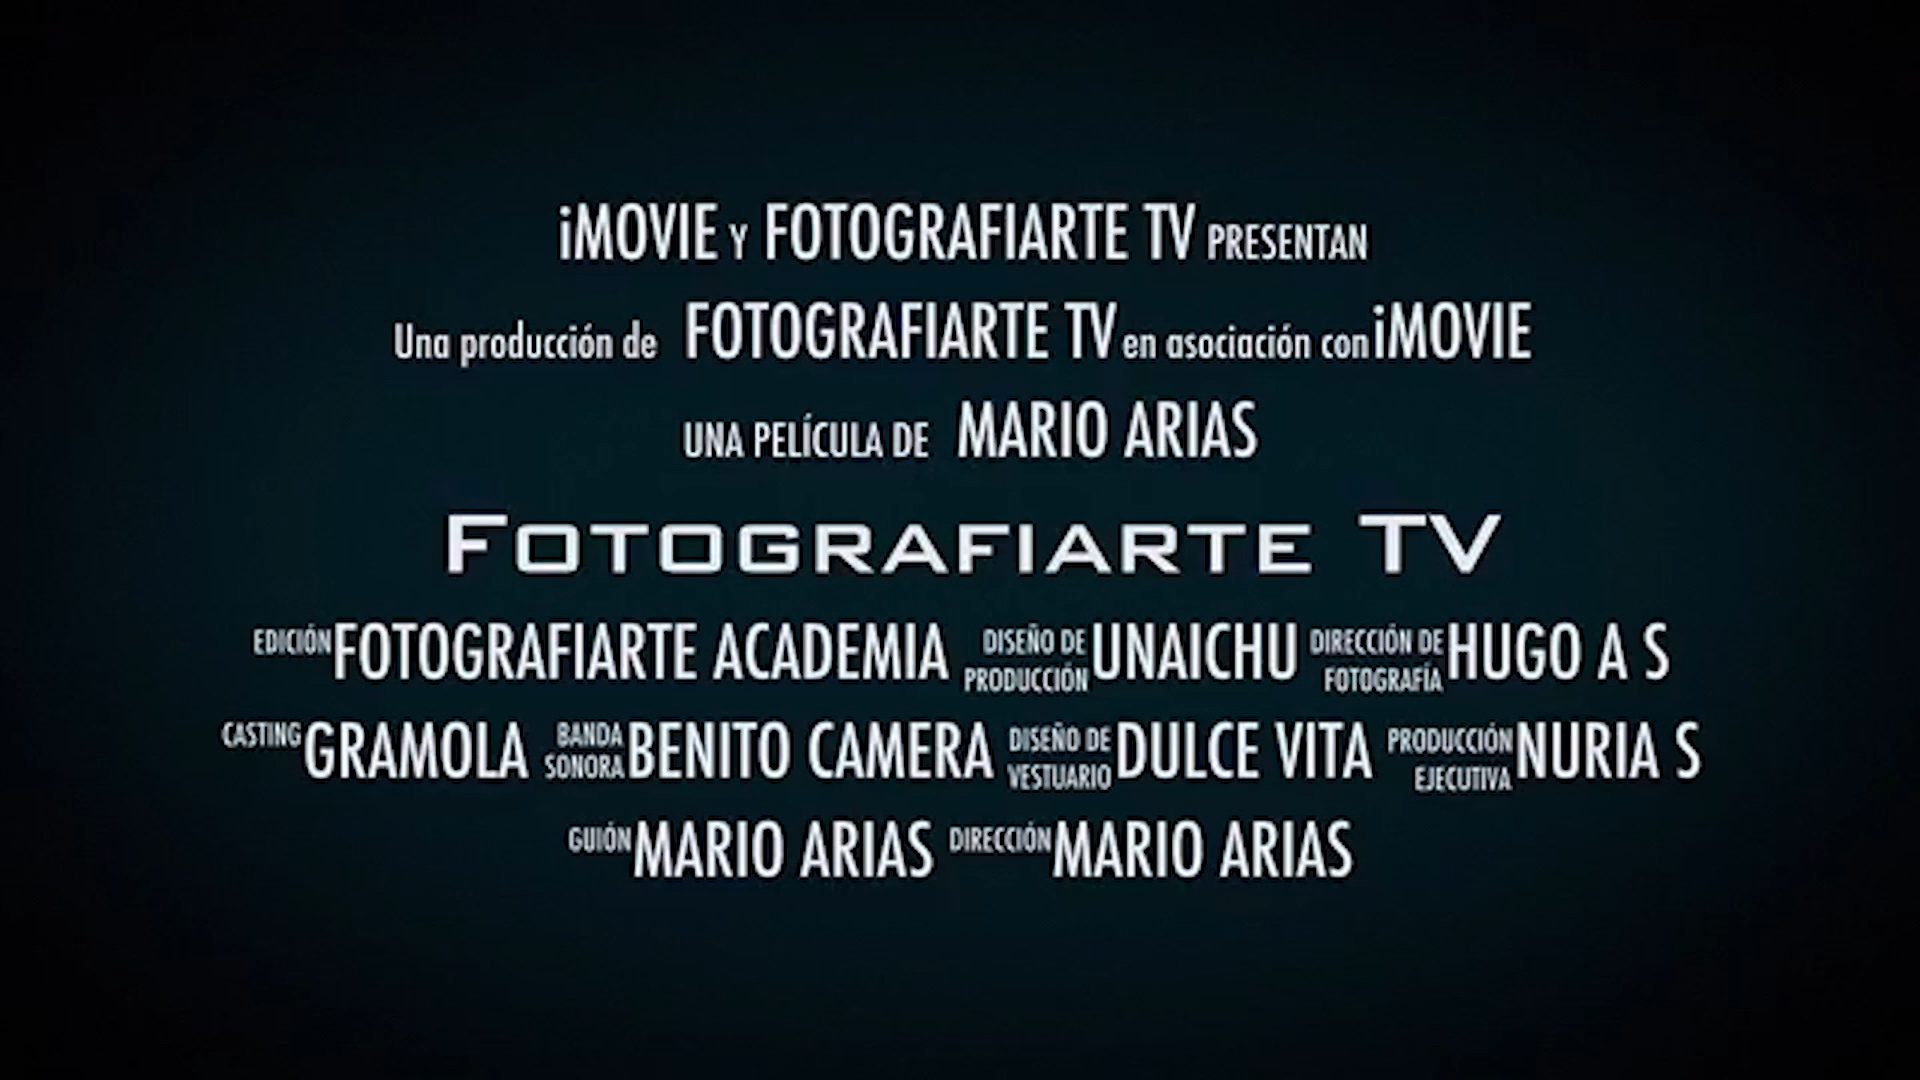 iMOVIE Y FOTOGRAFIARTE TV PRESENTAN
Una producción de FOTOGRAFIARTE TV en asociación con iMOVIE
UNA PELÍCULA DE MARIO ARIAS
FOTOGRAFIARTE TV
EDICIÓN FOTOGRAFIARTE ACADEMIA DISEÑO DE PRODUCCIÓN UNAICHU DIRECCIÓN DE FOTOGRAFÍA HUGO A S
CASTING GRAMOLA BANDA SONORA BENITO CAMERA DISEÑO DE VESTUARIO DULCE VITA PRODUCCIÓN EJECUTIVA NURIA S
GUIÓN MARIO ARIAS DIRECCIÓN MARIO ARIAS